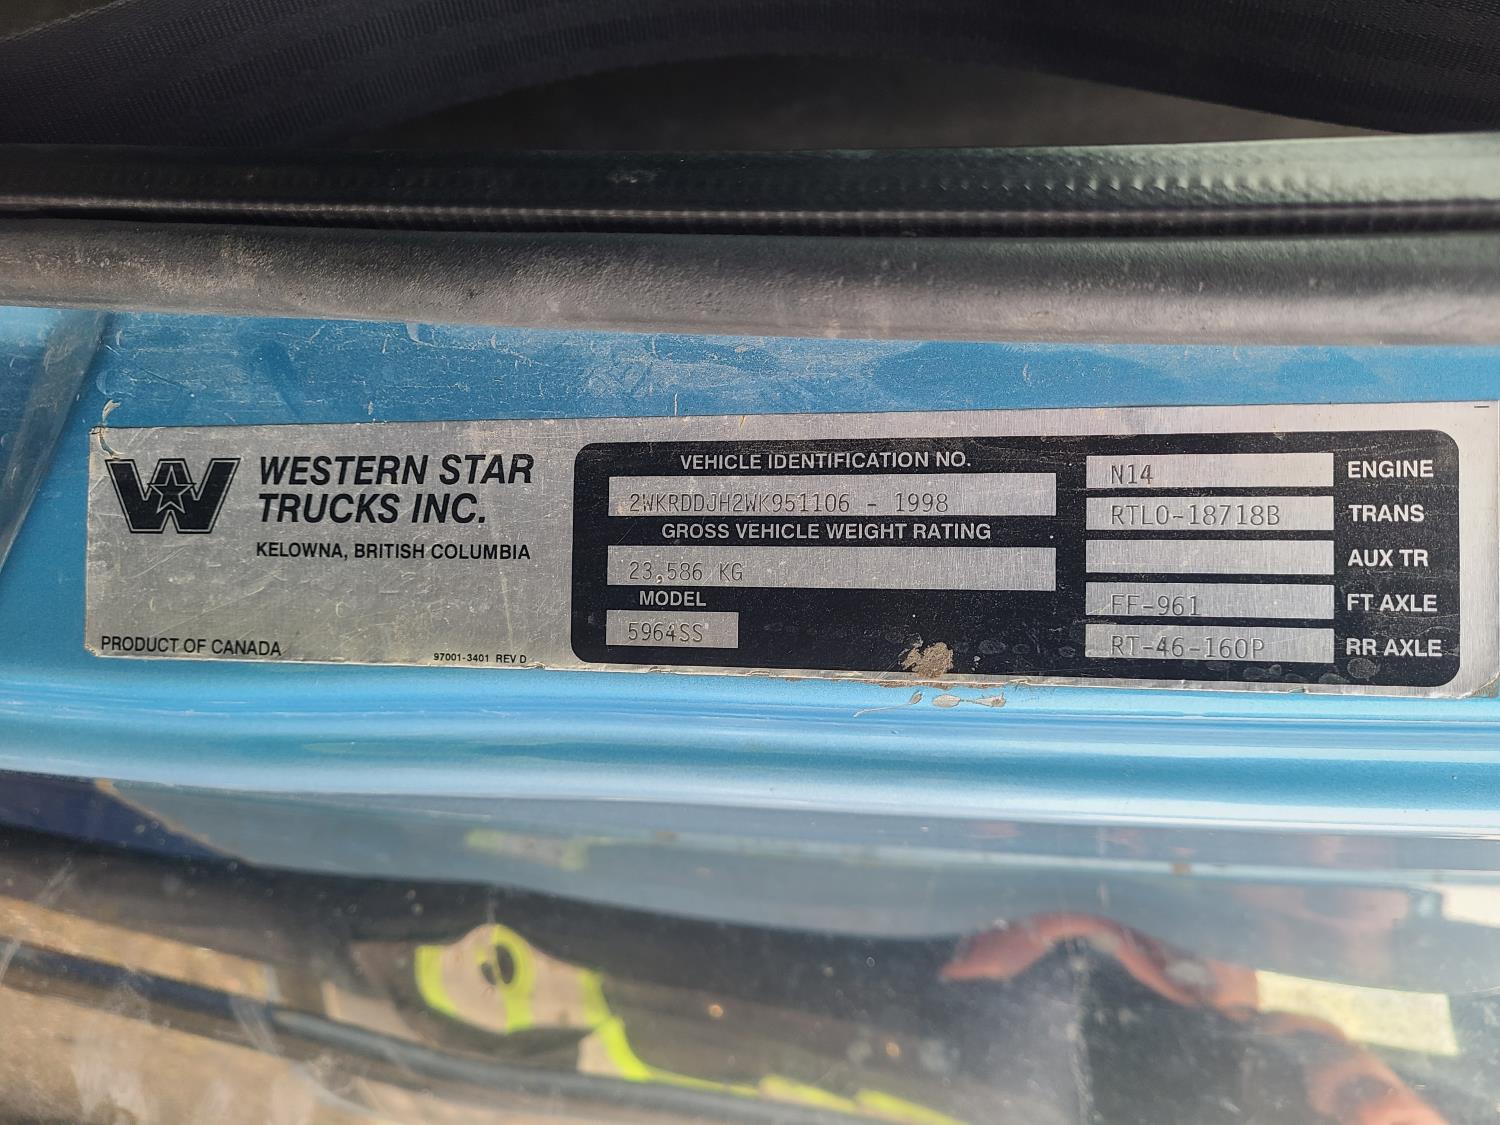 W
WESTERN STAR
TRUCKS INC.
KELOWNA, BRITISH COLUMBIA
PRODUCT OF CANADA
97001-3401 REV D
VEHICLE IDENTIFICATION NO.
2WKRDDJH2WK951106 - 1998
GROSS VEHICLE WEIGHT RATING
23,586 KG
MODEL
5964SS
N14 ENGINE
RTLO-18718B TRANS
AUX TR
FF-961 FT AXLE
RT-46-160P RR AXLE